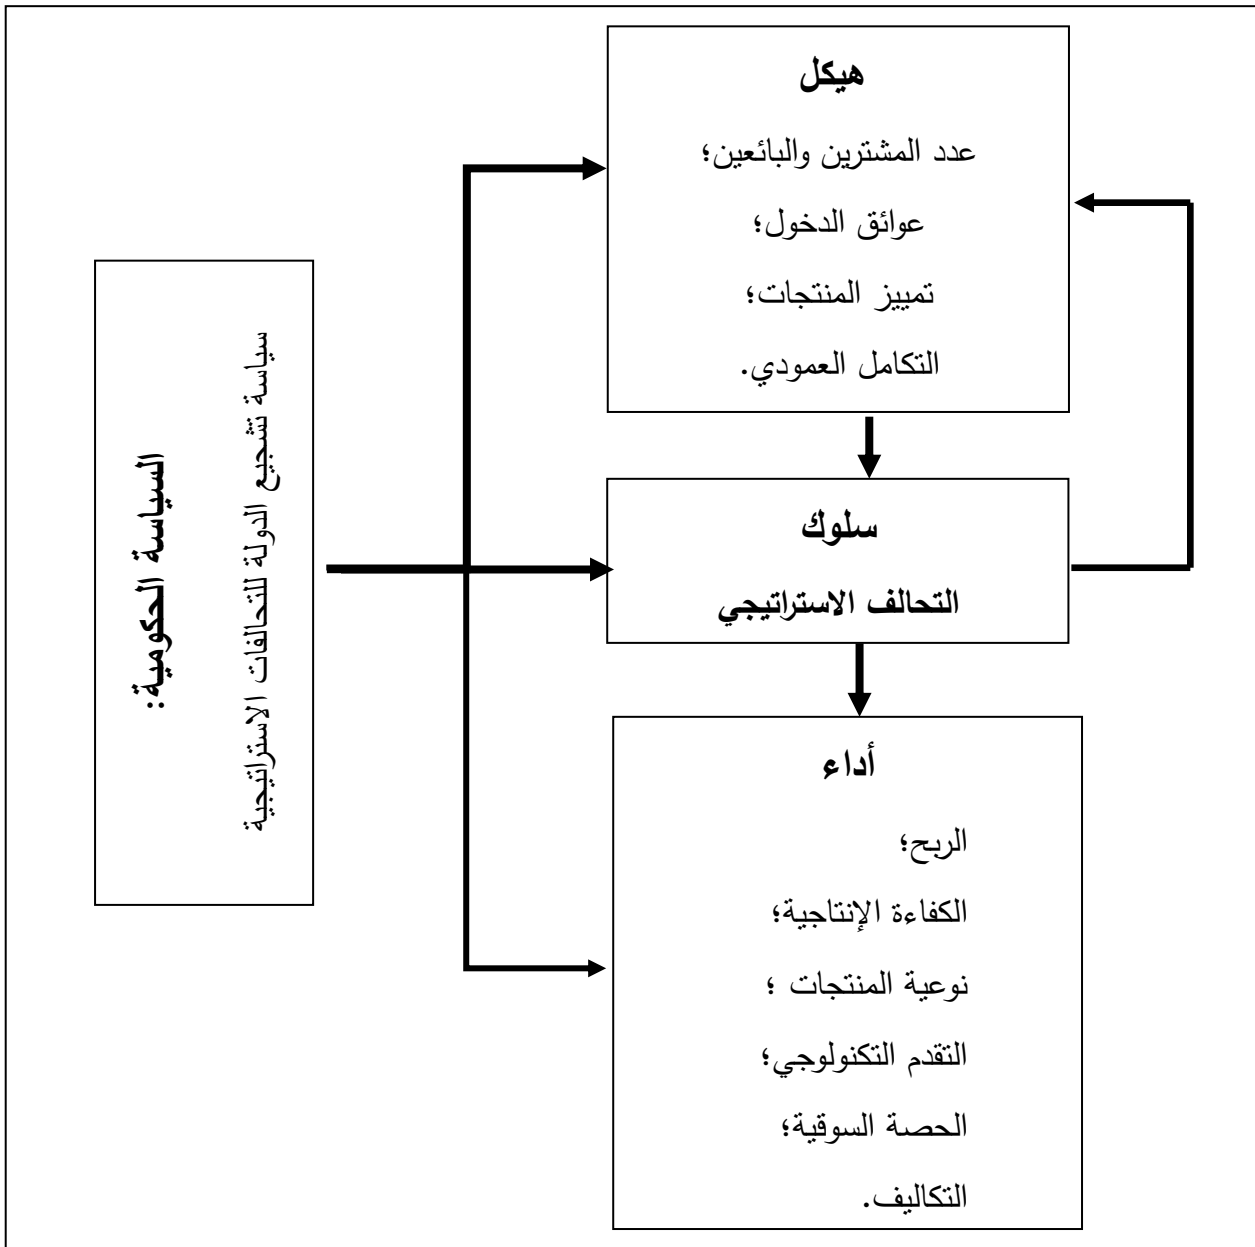 هيكل
عدد المشترين والبائعين؛
عوائق الدخول؛
تمييز المنتجات؛
التكامل العمودي.
السياسة الحكومية:
سياسة تشجيع الدولة للتحالفات الاستراتيجية
سلوك
التحالف الاستراتيجي
أداء
الربح؛
الكفاءة الإنتاجية؛
نوعية المنتجات ؛
التقدم التكنولوجي؛
الحصة السوقية؛
التكاليف.